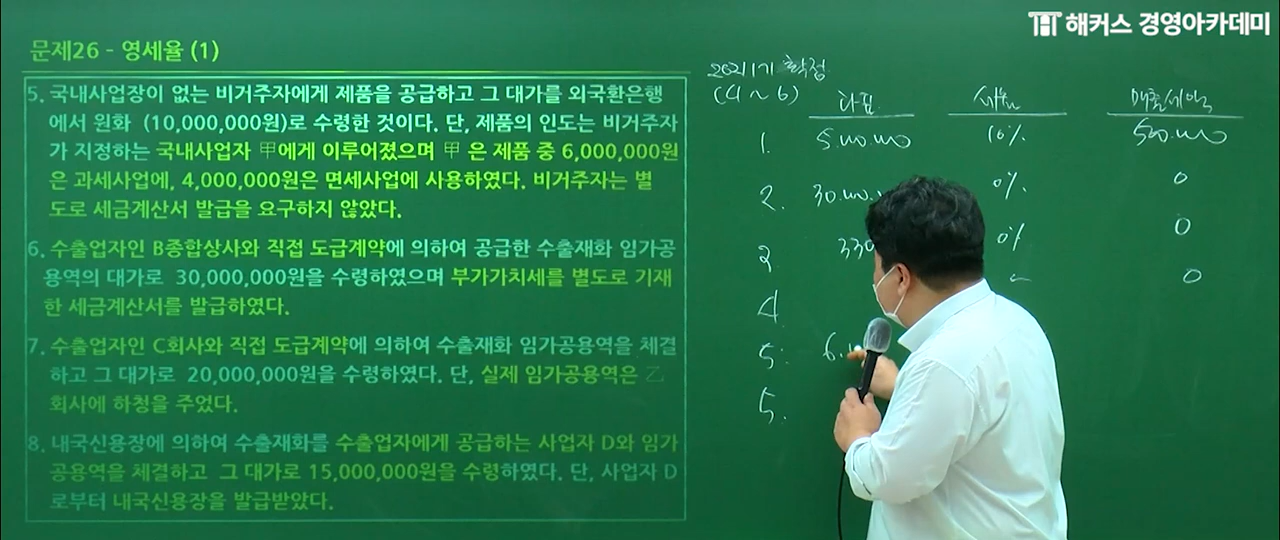 해커스 경영아카데미
문제26 - 영세율 (1)
5. 국내사업장이 없는 비거주자에게 제품을 공급하고 그 대가를 외국환은행
에서 원화 (10,000,000원)로 수령한 것이다. 단, 제품의 인도는 비거주자
가 지정하는 국내사업자 甲에게 이루어졌으며 甲 은 제품 중 6,000,000원
은 과세사업에, 4,000,000원은 면세사업에 사용하였다. 비거주자는 별
도로 세금계산서 발급을 요구하지 않았다.
6. 수출업자인 B종합상사와 직접 도급계약에 의하여 공급한 수출재화 임가공
용역의 대가로 30,000,000원을 수령하였으며 부가가치세를 별도로 기재
한 세금계산서를 발급하였다.
7. 수출업자인 C회사와 직접 도급계약에 의하여 수출재화 임가공용역을 체결
하고 그 대가로 20,000,000원을 수령하였다. 단, 실제 임가공용역은 乙
회사에 하청을 주었다.
8. 내국신용장에 의하여 수출재화를 수출업자에게 공급하는 사업자 D와 임가
공용역을 체결하고 그 대가로 15,000,000원을 수령하였다. 단, 사업자 D
로부터 내국신용장을 발급받았다.
2021 1기 확정
(4 ~ 6)
과표 세율 매출세액
1. 5.000.000 10% 500.000
2. 30.000. 0% 0
2 330 0% 0
4 0
5. 6.
5.